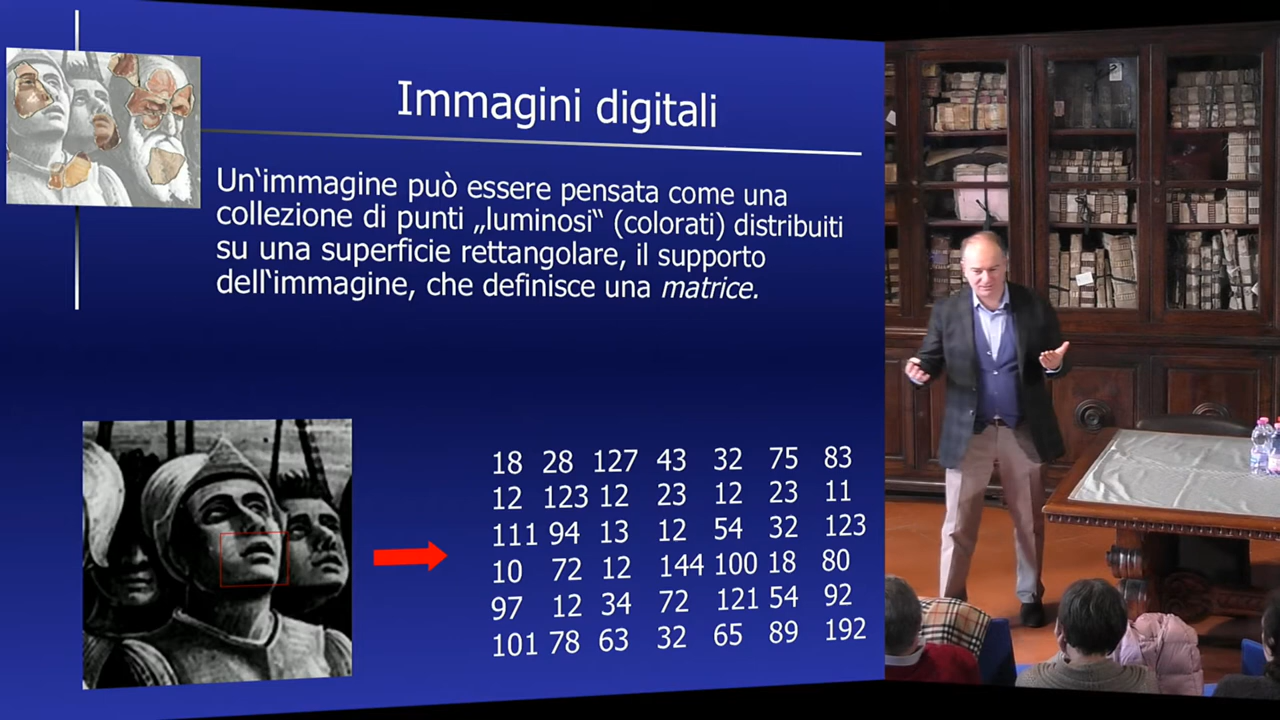 Immagini digitali
Un‘immagine può essere pensata come una
collezione di punti „luminosi“ (colorati) distribuiti
su una superficie rettangolare, il supporto
dell‘immagine, che definisce una matrice.
18 28 127 43 32 75 83
12 123 12 23 12 23 11
111 94 13 12 54 32 123
10 72 12 144 100 18 80
97 12 34 72 121 54 92
101 78 63 32 65 89 192